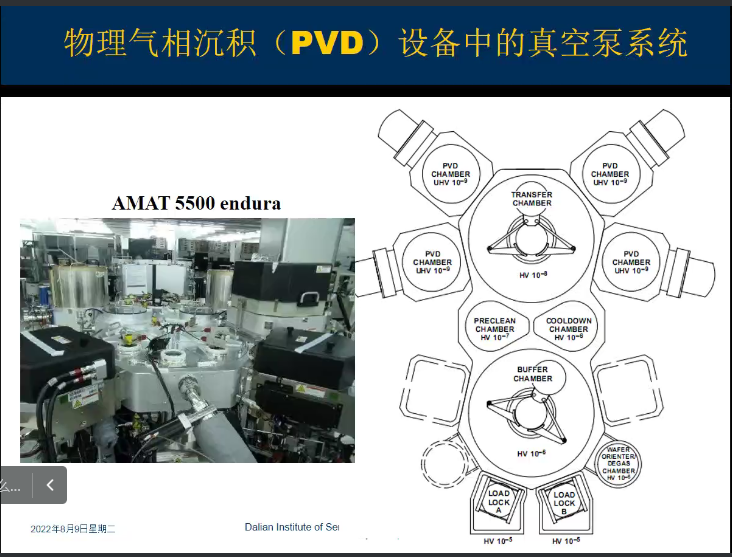 物理气相沉积（PVD）设备中的真空泵系统
AMAT 5500 endura
PVD
CHAMBER
UHV 10⁻⁹
PVD
CHAMBER
UHV 10⁻⁹
TRANSFER
CHAMBER
HV 10⁻⁸
PVD
CHAMBER
UHV 10⁻⁹
PVD
CHAMBER
UHV 10⁻⁹
PRECLEAN
CHAMBER
HV 10⁻⁷
COOLDOWN
CHAMBER
HV 10⁻⁶
BUFFER
CHAMBER
HV 10⁻⁶
WAFER
ORIENTER/
DEGAS
CHAMBER
HV 10⁻⁶
LOAD
LOCK
A
LOAD
LOCK
B
HV 10⁻⁵
HV 10⁻⁵
么...
2022年8月9日星期二
Dalian Institute of Se